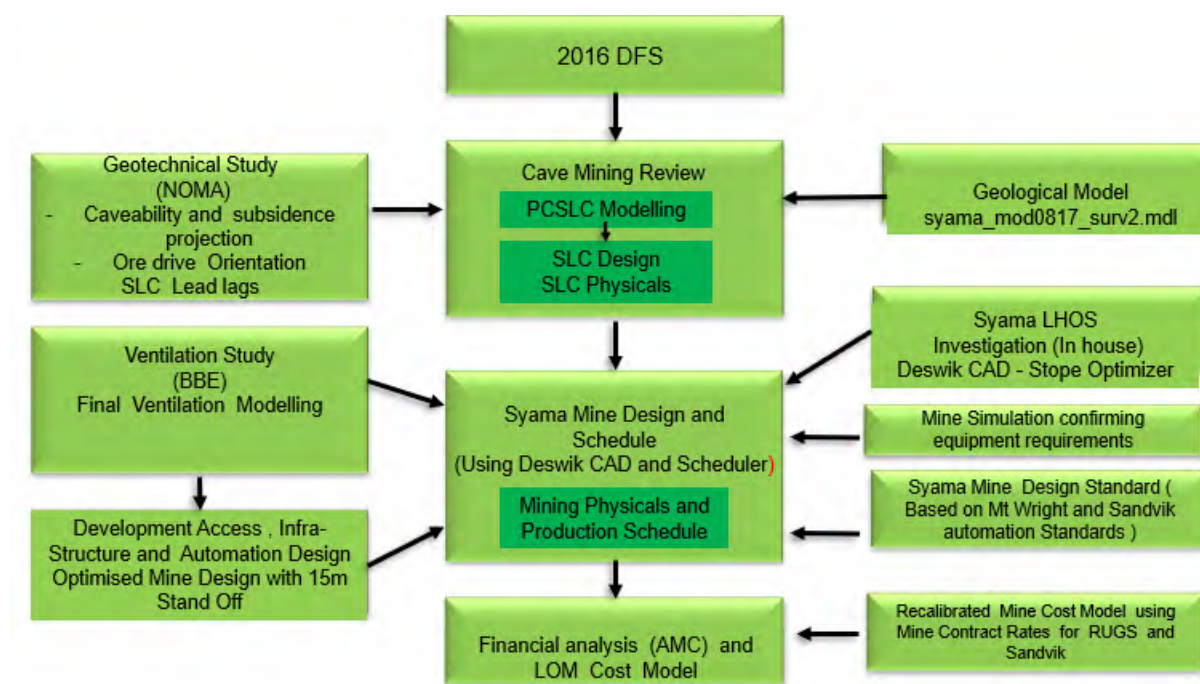 2016 DFS
Geotechnical Study
(NOMA)
- Caveability and subsidence
projection
- Ore drive Orientation
SLC Lead lags
Cave Mining Review
PCSLC Modelling
SLC Design
SLC Physicals
Geological Model
syama_mod0817_surv2.mdl
Ventilation Study
(BBE)
Final Ventilation Modelling
Syama LHOS
Investigation (In house)
Deswik CAD - Stope Optimizer
Syama Mine Design and
Schedule
(Using Deswik CAD and Scheduler)
Mining Physicals and
Production Schedule
Mine Simulation confirming
equipment requirements
Syama Mine Design Standard (
Based on Mt Wright and Sandvik
automation Standards )
Development Access , Infra-
Structure and Automation Design
Optimised Mine Design with 15m
Stand Off
Financial analysis (AMC) and
LOM Cost Model
Recalibrated Mine Cost Model using
Mine Contract Rates for RUGS and
Sandvik